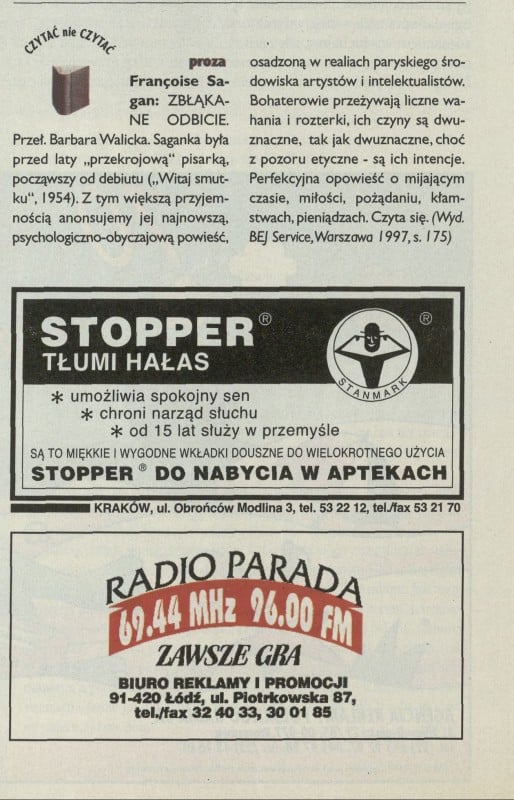 CZYTAĆ nie CZYTAĆ
proza
Françoise Sa-
gan: ZBŁĄKA-
NE ODBICIE.
Przeł. Barbara Walicka. Saganka była
przed laty „przekrojową” pisarką,
począwszy od debiutu („Witaj smut-
ku”, 1954). Z tym większą przyjem-
nością anonsujemy jej najnowszą,
psychologiczno-obyczajową powieść,
osadzoną w realiach paryskiego śro-
dowiska artystów i intelektualistów.
Bohaterowie przeżywają liczne wa-
hania i rozterki, ich czyny są dwu-
znaczne, tak jak dwuznaczne, choć
z pozoru etyczne - są ich intencje.
Perfekcyjna opowieść o mijającym
czasie, miłości, pożądaniu, kłam-
stwach, pieniądzach. Czyta się. (Wyd.
BEJ Service, Warszawa 1997, s. 175)
STOPPER®
TŁUMI HAŁAS
®
STANMARK
* umożliwia spokojny sen
* chroni narząd słuchu
* od 15 lat służy w przemyśle
SĄ TO MIĘKKIE I WYGODNE WKŁADKI DOUSZNE DO WIELOKROTNEGO UŻYCIA
STOPPER® DO NABYCIA W APTEKACH
KRAKÓW, ul. Obrońców Modlina 3, tel. 53 22 12, tel./fax 53 21 70
RADIO PARADA
69.44 MHz 96.00 FM
ZAWSZE GRA
BIURO REKLAMY I PROMOCJI
91-420 Łódź, ul. Piotrkowska 87,
tel./fax 32 40 33, 30 01 85